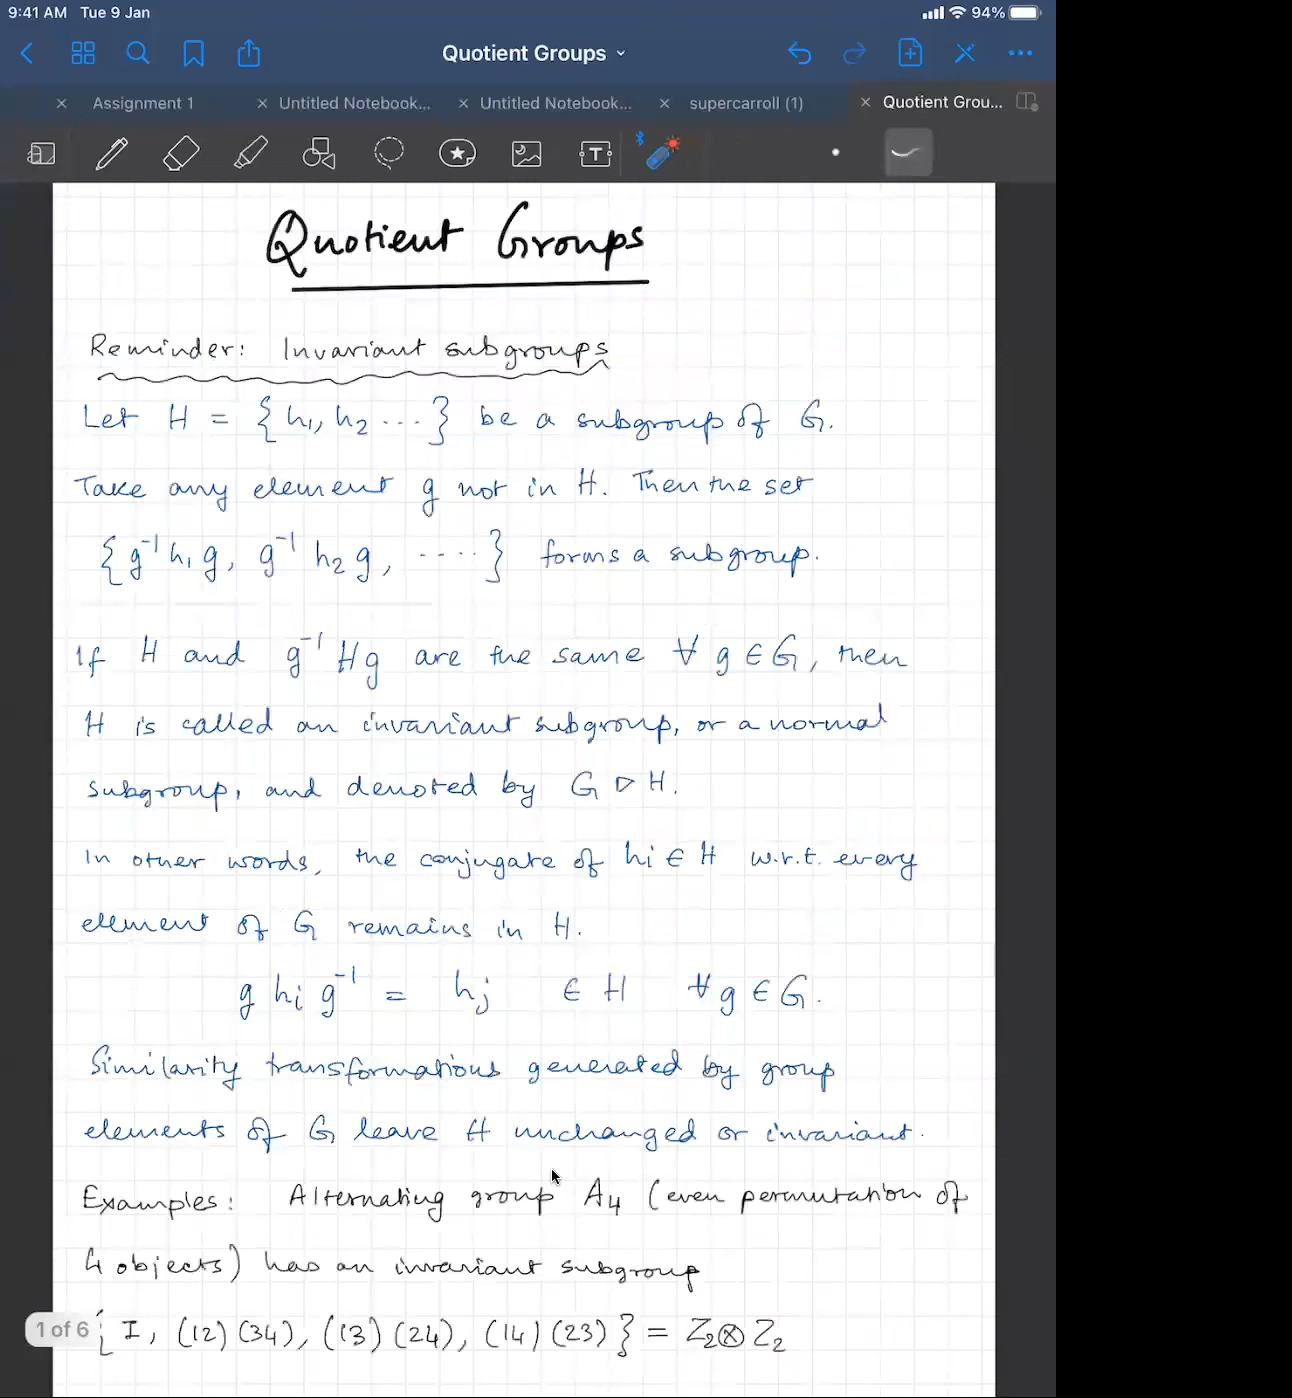 9:41 AM Tue 9 Jan 94%
Quotient Groups
Assignment 1 Untitled Notebook... Untitled Notebook... supercarroll (1) Quotient Grou...
Quotient Groups
Reminder: Invariant subgroups
Let H = {h₁, h₂ ...} be a subgroup of G.
Take any element g not in H. Then the set
{g⁻¹h₁g, g⁻¹h₂g, ....} forms a subgroup.
If H and g⁻¹Hg are the same ∀ g ∈ G, then
H is called an invariant subgroup, or a normal
subgroup, and denoted by G ▷ H.
In other words, the conjugate of hi ∈ H w.r.t. every
element of G remains in H.
g hi g⁻¹ = hj ∈ H ∀ g ∈ G.
Similarity transformations generated by group
elements of G leave H unchanged or invariant.
Examples: Alternating group A₄ (even permutation of
4 objects) has an invariant subgroup
{I, (12)(34), (13)(24), (14)(23)} = Z₂⊗Z₂
1 of 6